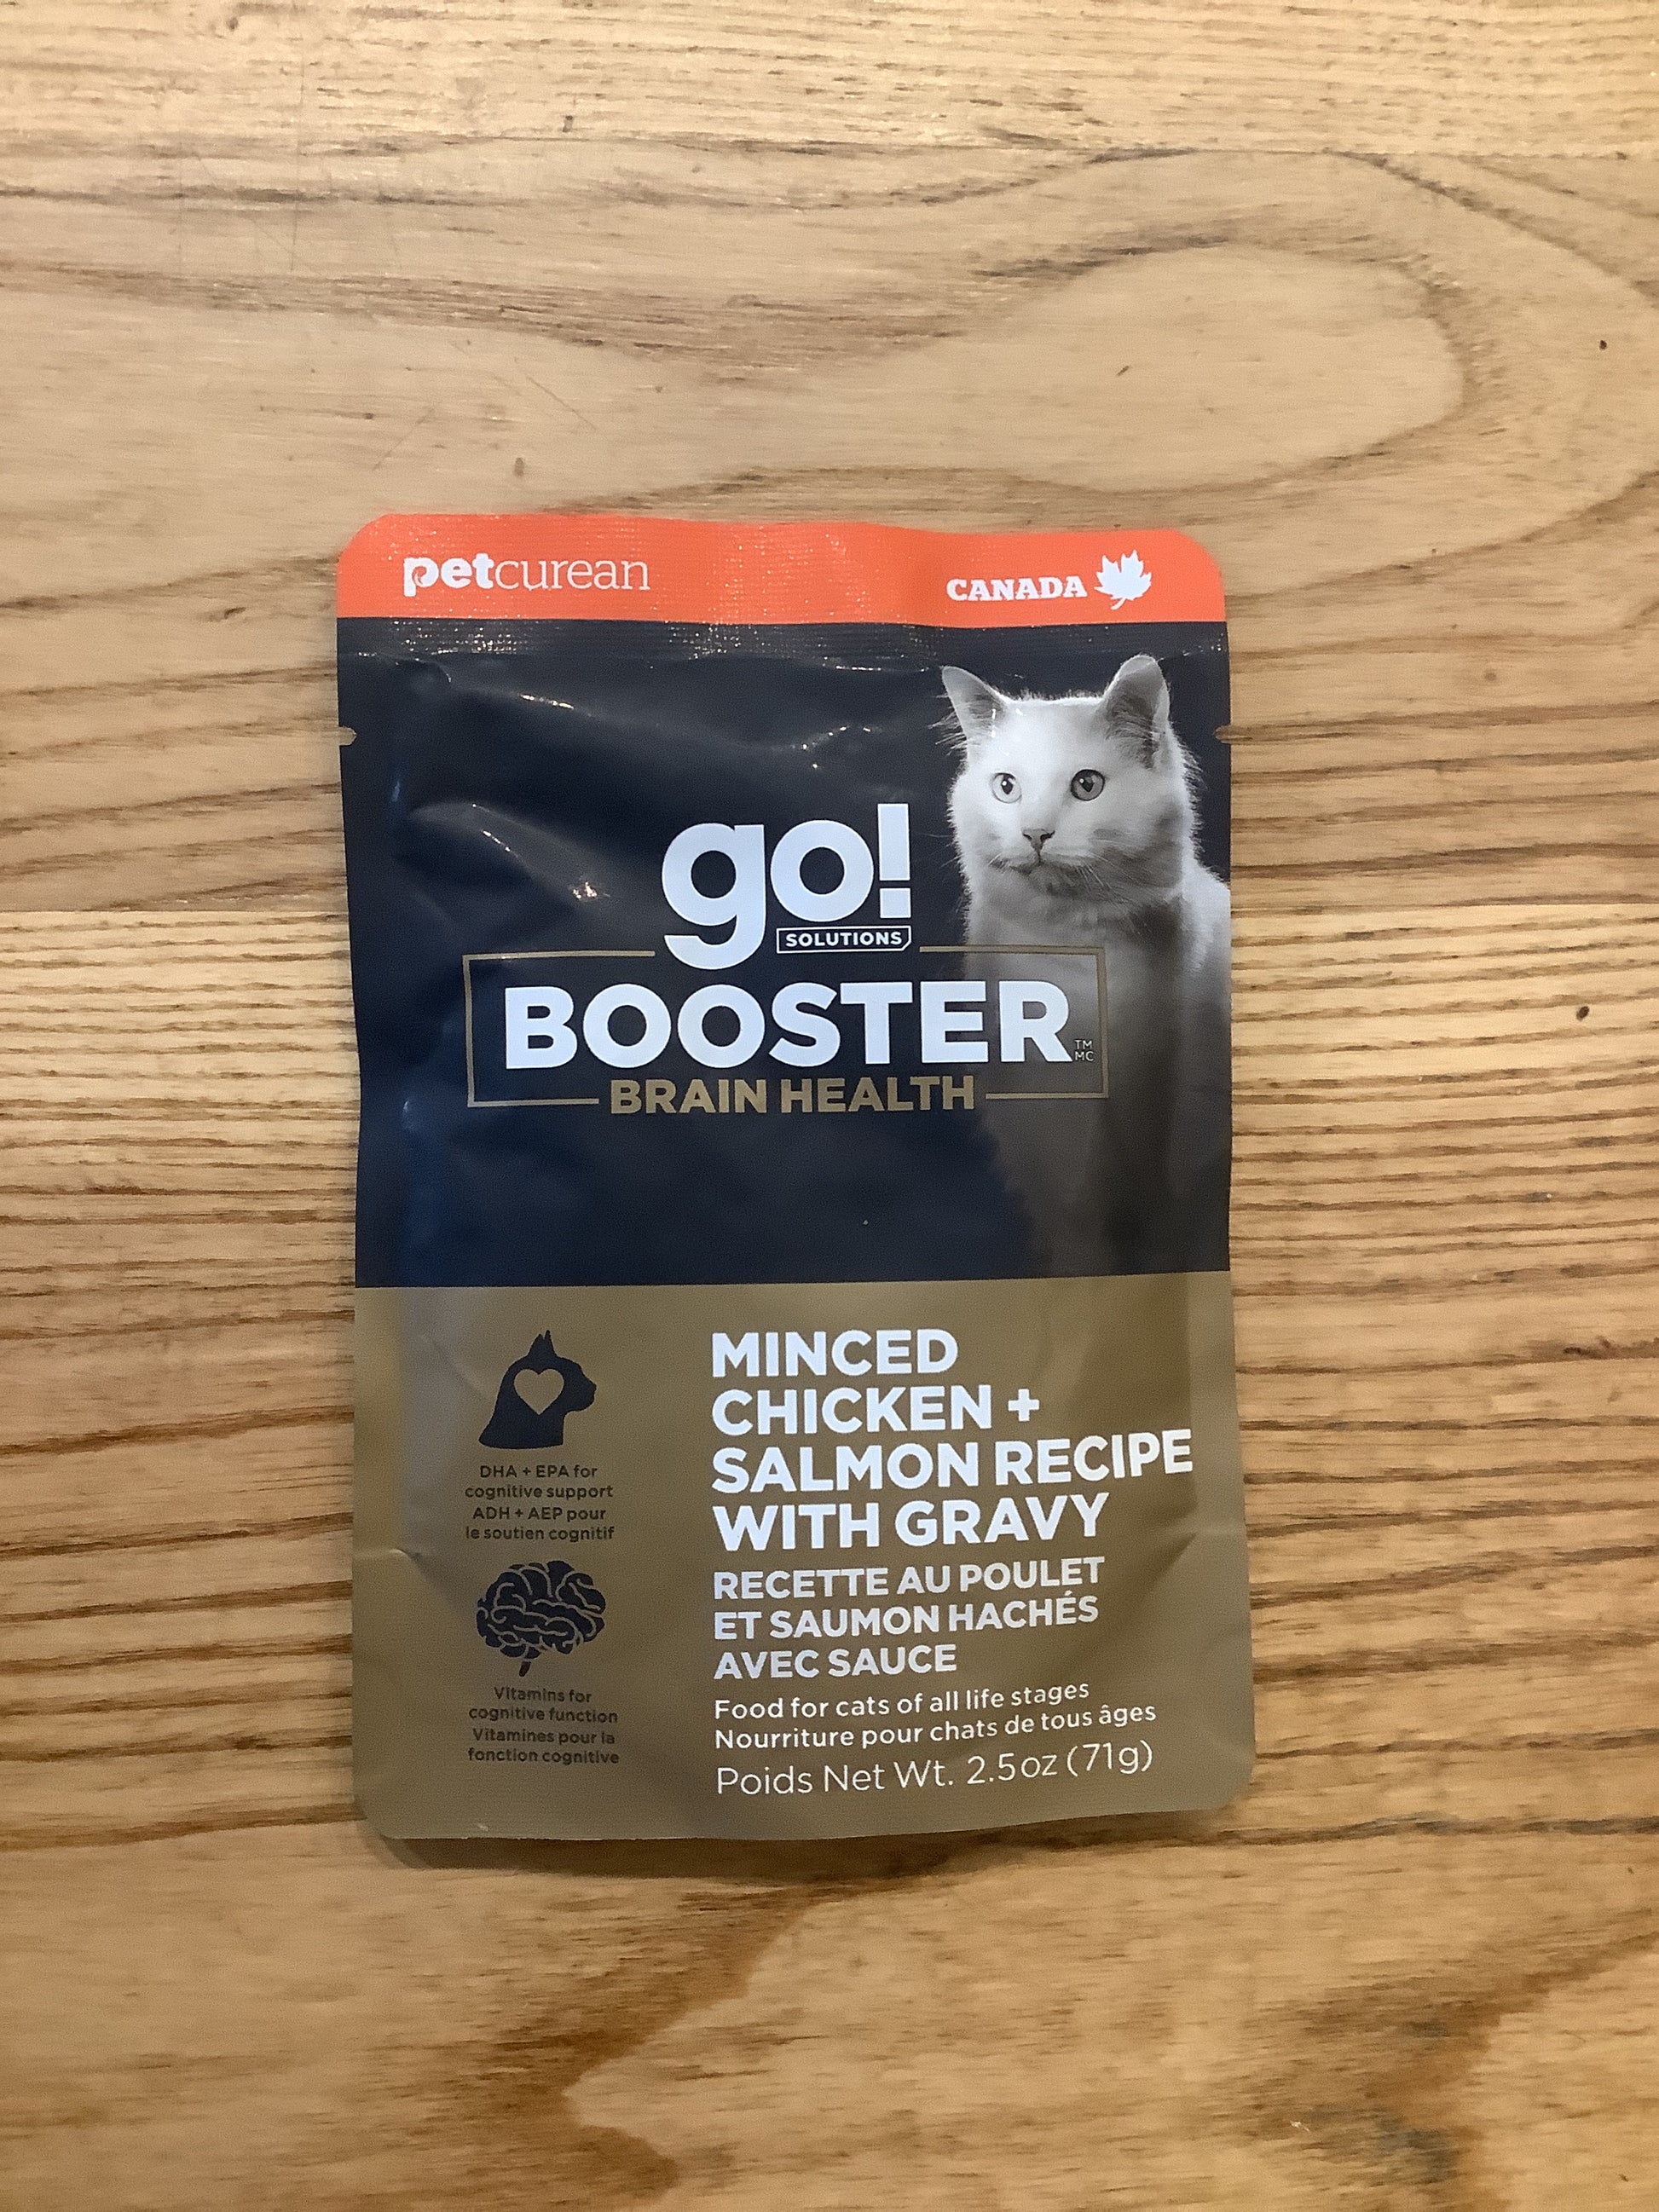 petcurean
CANADA
go!
SOLUTIONS
BOOSTER
TM
MC
BRAIN HEALTH
MINCED
CHICKEN +
SALMON RECIPE
WITH GRAVY
RECETTE AU POULET
ET SAUMON HACHÉS
AVEC SAUCE
Food for cats of all life stages
Nourriture pour chats de tous âges
Poids Net Wt. 2.5oz (71g)
DHA + EPA for
cognitive support
ADH + AEP pour
le soutien cognitif
Vitamins for
cognitive function
Vitamines pour la
fonction cognitive